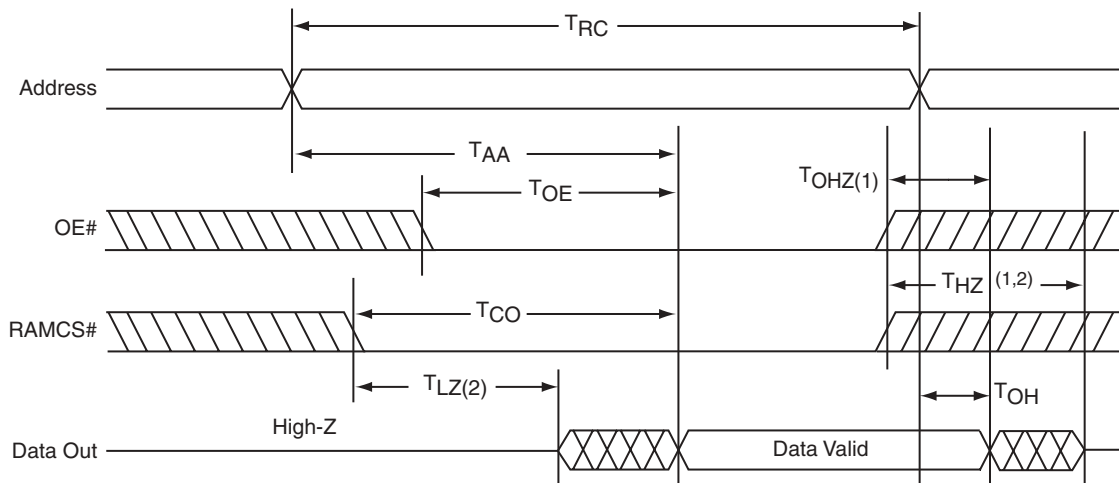 TRC
Address
TAA
TOE
TOHZ(1)
OE#
THZ (1,2)
TCO
RAMCS#
TLZ(2)
TOH
High-Z
Data Out
Data Valid